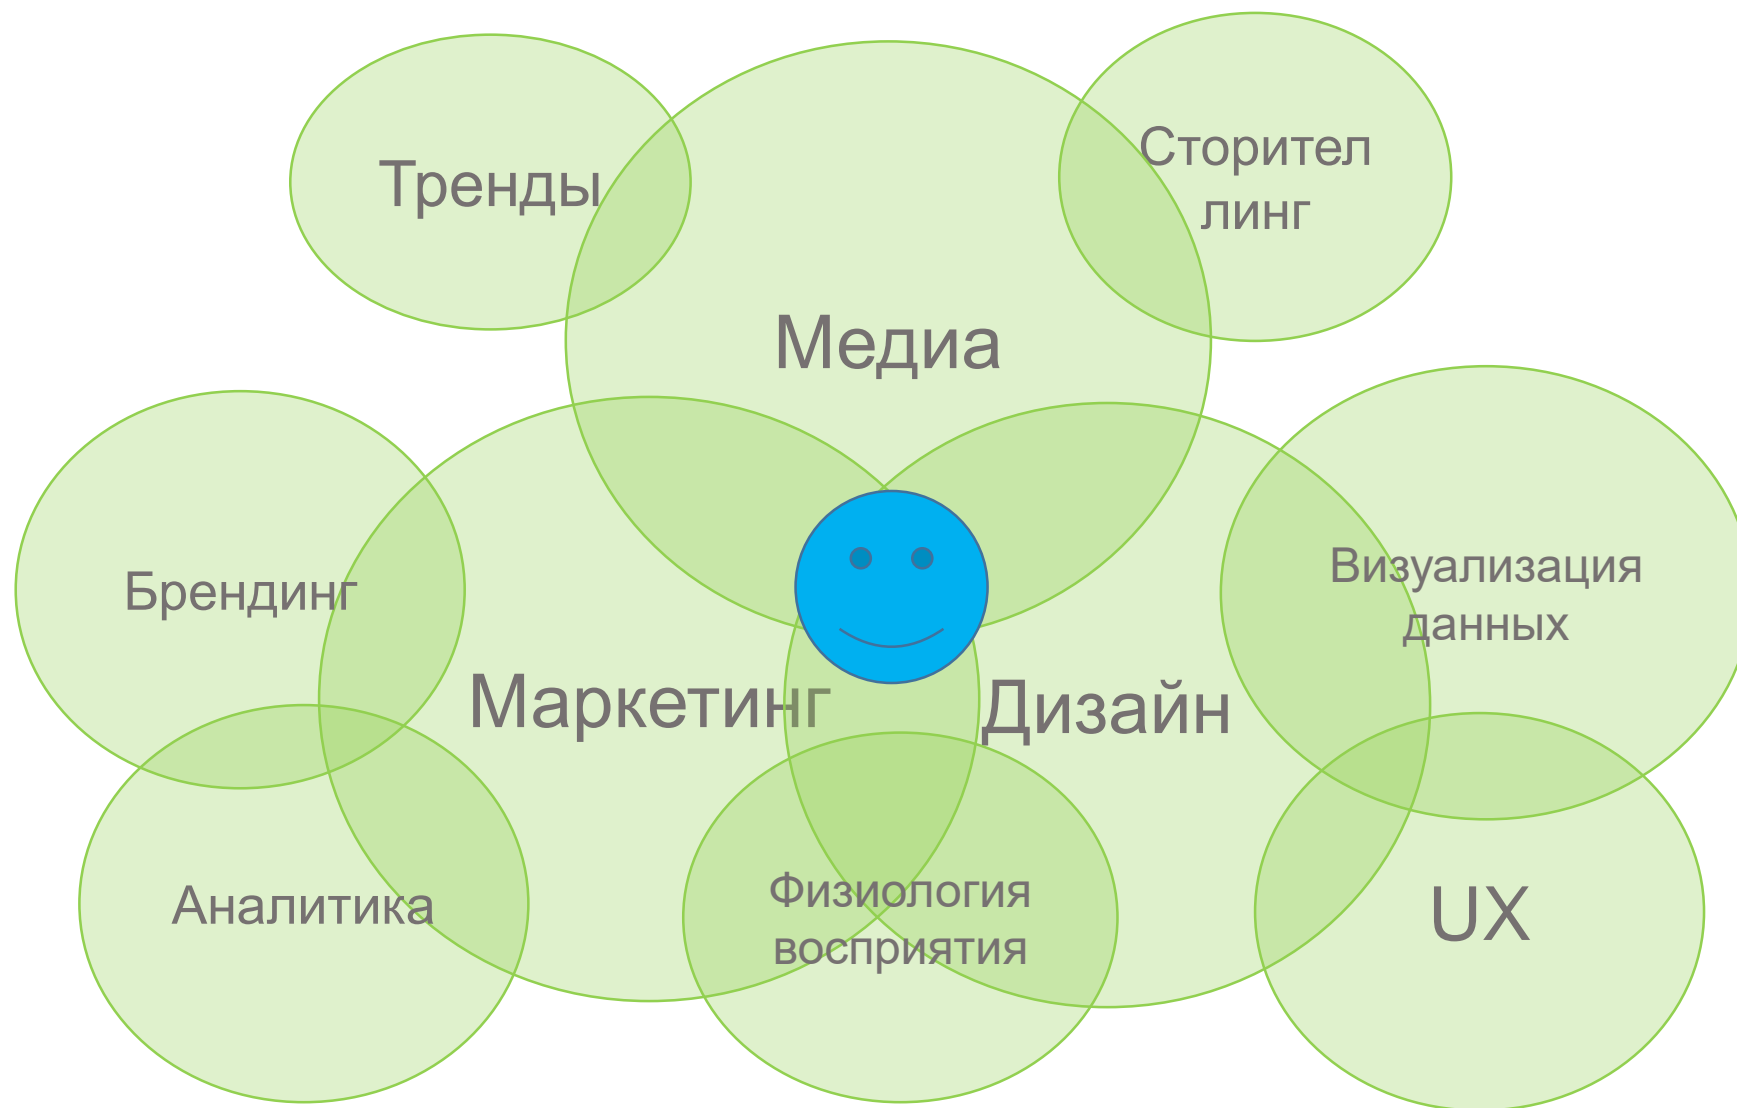 Тренды
Сторител
линг
Медиа
Брендинг
Визуализация
данных
Маркетинг
Дизайн
Аналитика
Физиология
восприятия
UX